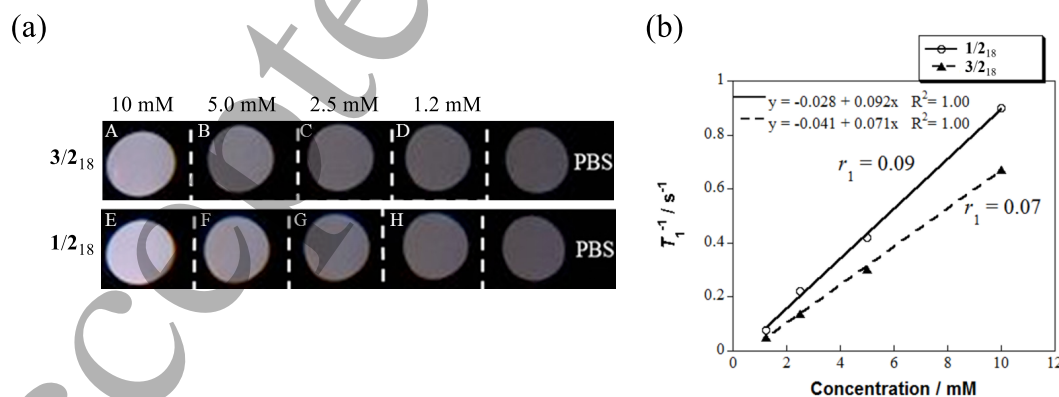 (a)
10 mM 5.0 mM 2.5 mM 1.2 mM
3/2₁₈ A B C D PBS
1/2₁₈ E F G H PBS
(b)
1/2₁₈
3/2₁₈
y = -0.028 + 0.092x R²= 1.00
y = -0.041 + 0.071x R²= 1.00
r₁ = 0.09
r₁ = 0.07
T₁⁻¹ / s⁻¹
1
0.8
0.6
0.4
0.2
0
0 2 4 6 8 10 12
Concentration / mM